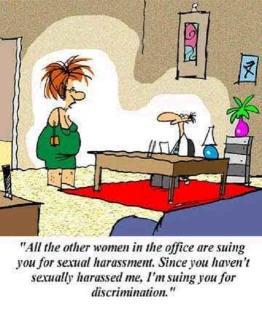 "All the other women in the office are suing
you for sexual harassment. Since you haven't
sexually harassed me, I'm suing you for
discrimination."